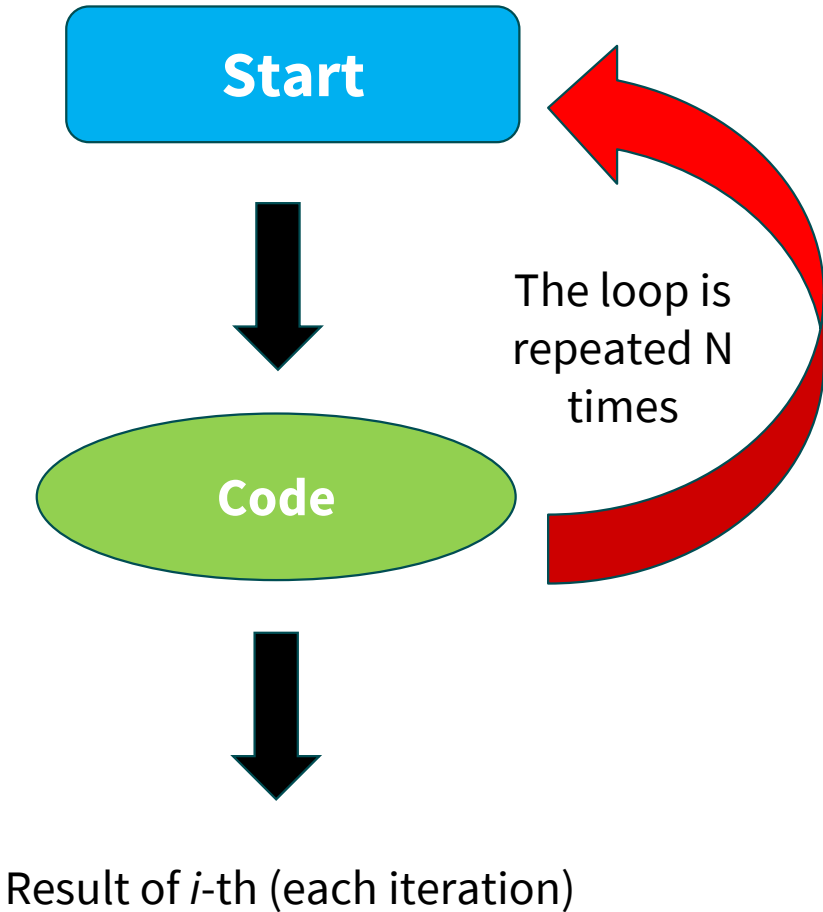 Start
The loop is
repeated N
times
Code
Result of i-th (each iteration)